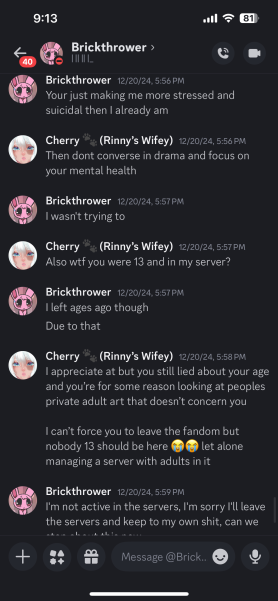 9:13
81
40
Brickthrower
Brickthrower 12/20/24, 5:56 PM
Your just making me more stressed and
suicidal then I already am
Cherry 🐾 (Rinny's Wifey) 12/20/24, 5:56 PM
Then dont converse in drama and focus on
your mental health
Brickthrower 12/20/24, 5:57 PM
I wasn't trying to
Cherry 🐾 (Rinny's Wifey) 12/20/24, 5:57 PM
Also wtf you were 13 and in my server?
Brickthrower 12/20/24, 5:57 PM
I left ages ago though
Due to that
Cherry 🐾 (Rinny's Wifey) 12/20/24, 5:58 PM
I appreciate at but you still lied about your age
and you're for some reason looking at peoples
private adult art that doesn't concern you
I can't force you to leave the fandom but
nobody 13 should be here 😭😭 let alone
managing a server with adults in it
Brickthrower 12/20/24, 5:59 PM
I'm not active in the servers, I'm sorry I'll leave
the servers and keep to my own shit, can we
stop about this now
Message @Brick..